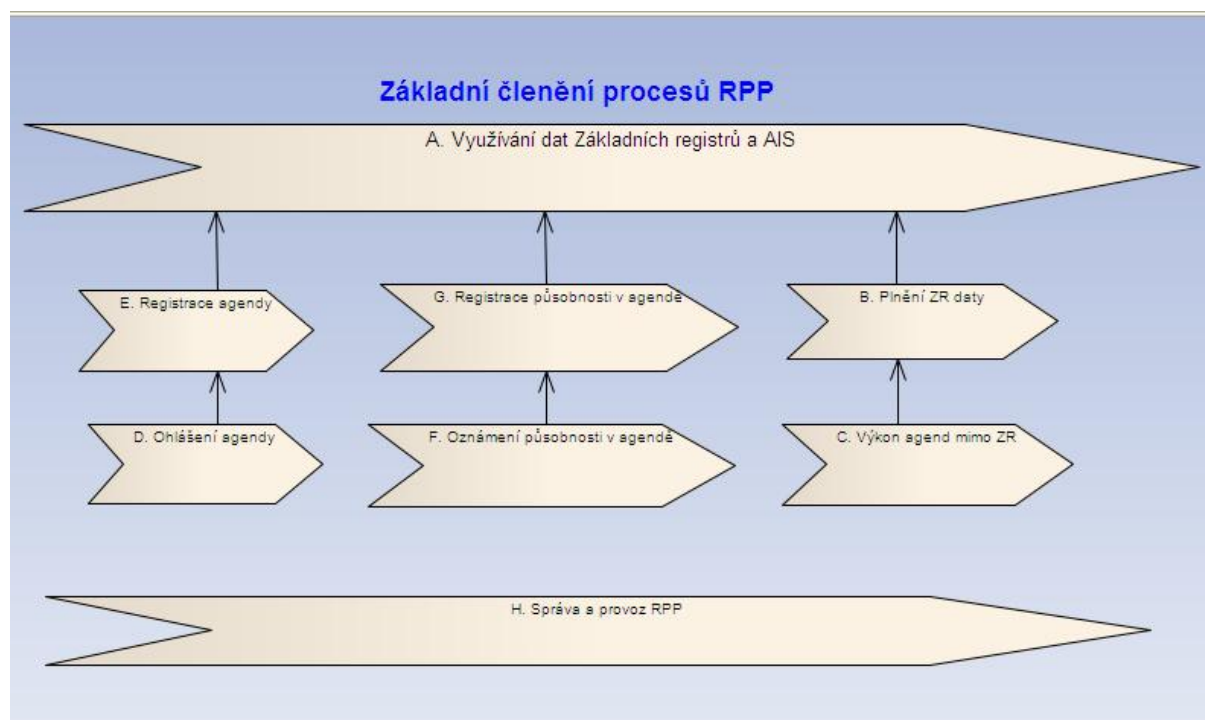 Základní členění procesů RPP
A. Využívání dat Základních registrů a AIS
E. Registrace agendy
G. Registrace působnosti v agendě
B. Plnění ZR daty
D. Ohlášení agendy
F. Oznámení působnosti v agendě
C. Výkon agend mimo ZR
H. Správa a provoz RPP